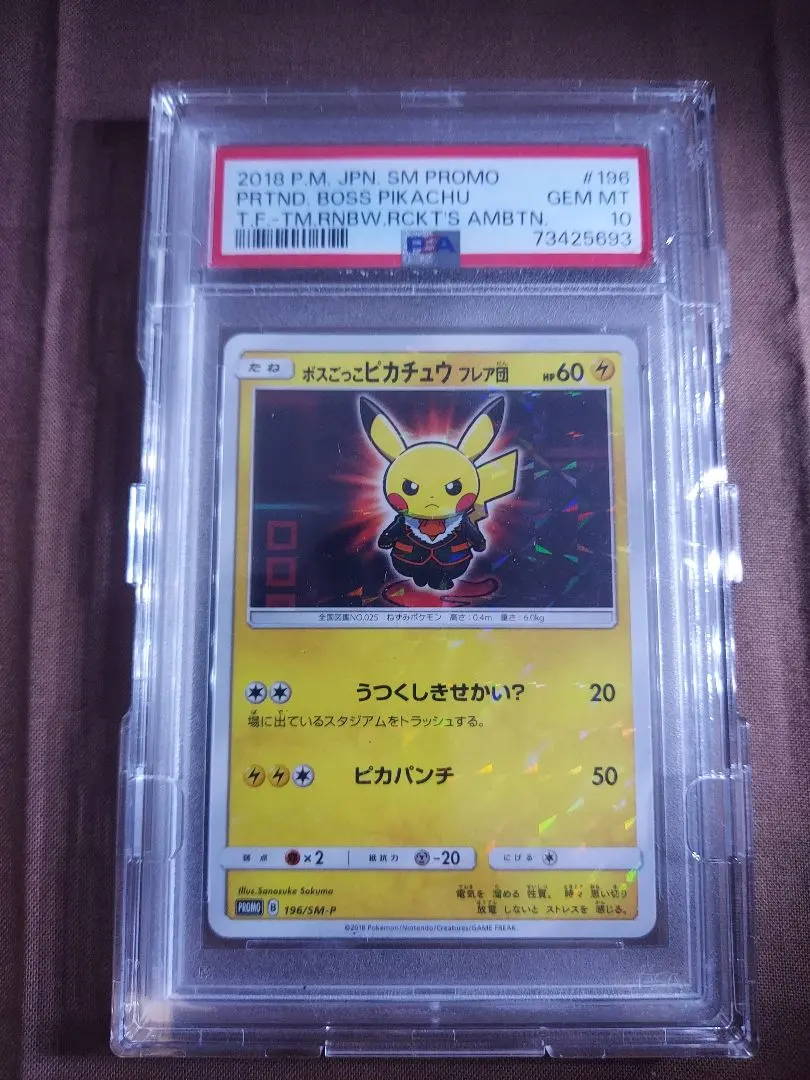 2018 P.M. JPN. SM PROMO #196
PRTND. BOSS PIKACHU GEM MT
T.F.-TM.RNBW.RCKT'S AMBTN. 10
PSA 73425693
たね ボスごっこピカチュウ フレア団 HP60
全国図鑑NO.025 ねずみポケモン 高さ:0.4m 重さ:6.0kg
うつくしきせかい? 20
場に出ているスタジアムをトラッシュする。
ピカパンチ 50
弱点 ×2 抵抗力 -20 にげる
Illus.Sanosuke Sakuma
電気を 溜める 性質。 時々 思い切り
PROMO B 196/SM-P
放電 しないと ストレスを 感じる。
©2018 Pokémon/Nintendo/Creatures/GAME FREAK.